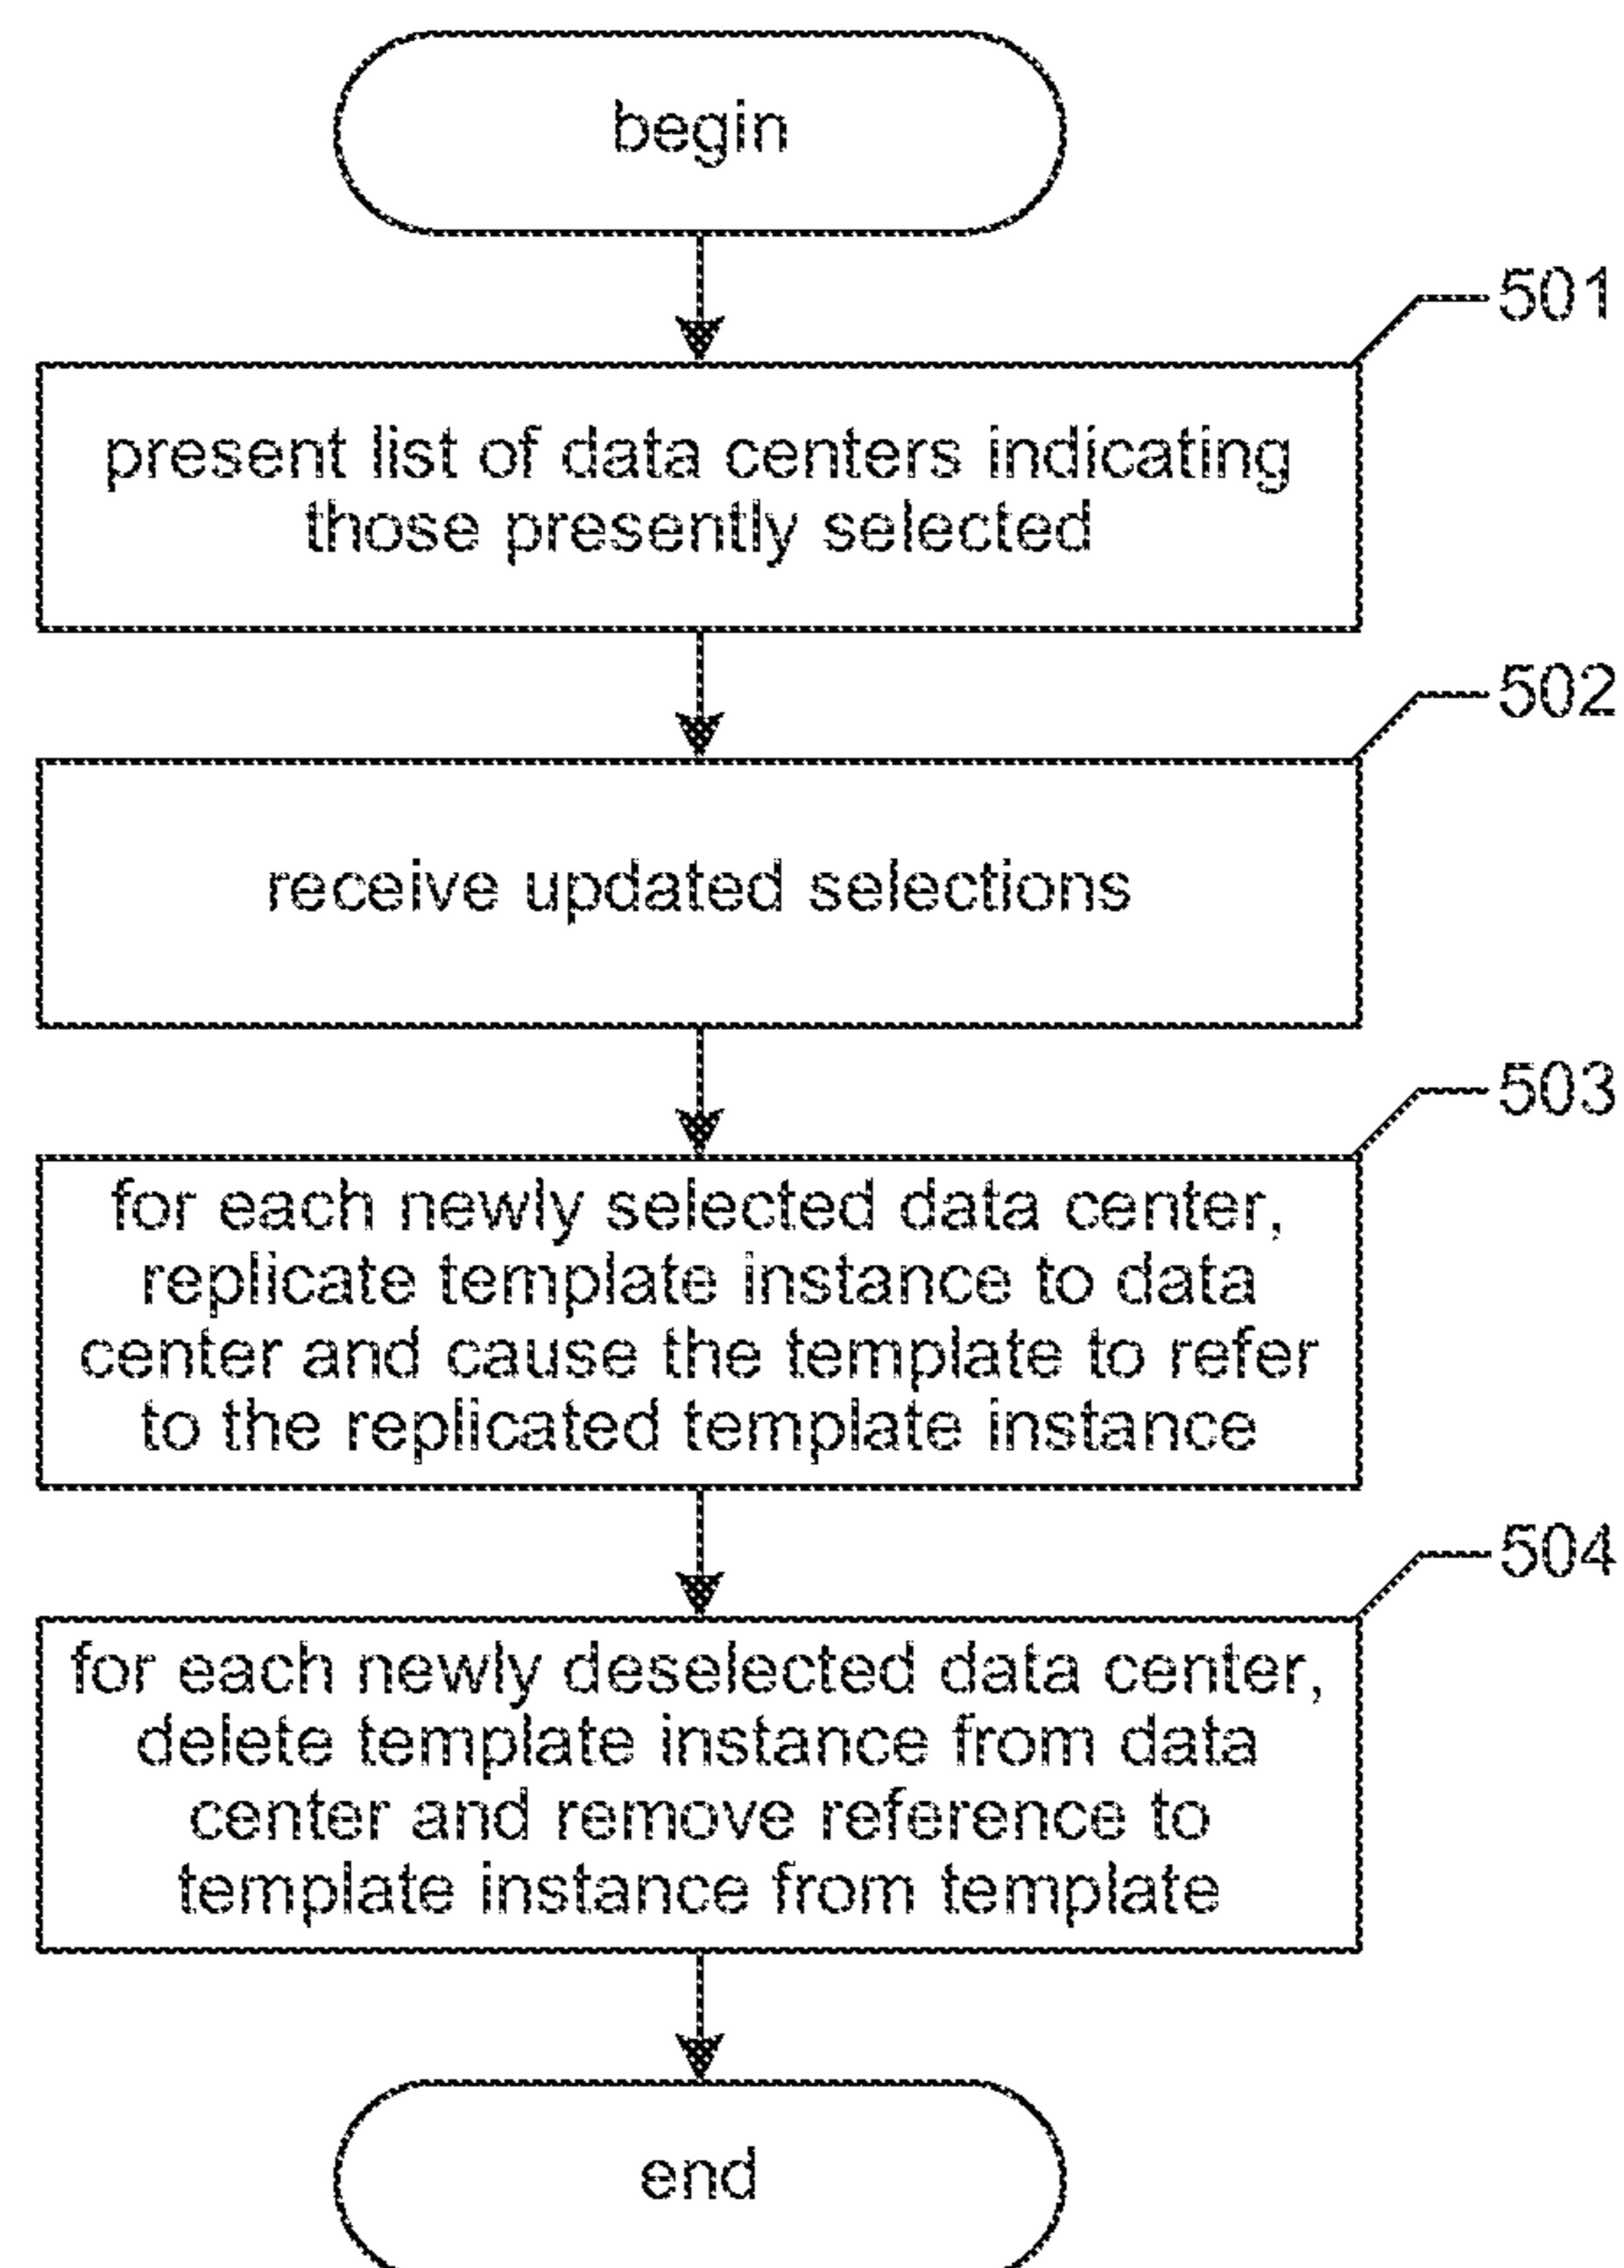 begin
501
present list of data centers indicating
those presently selected
502
receive updated selections
503
for each newly selected data center,
replicate template instance to data
center and cause the template to refer
to the replicated template instance
504
for each newly deselected data center,
delete template instance from data
center and remove reference to
template instance from template
end